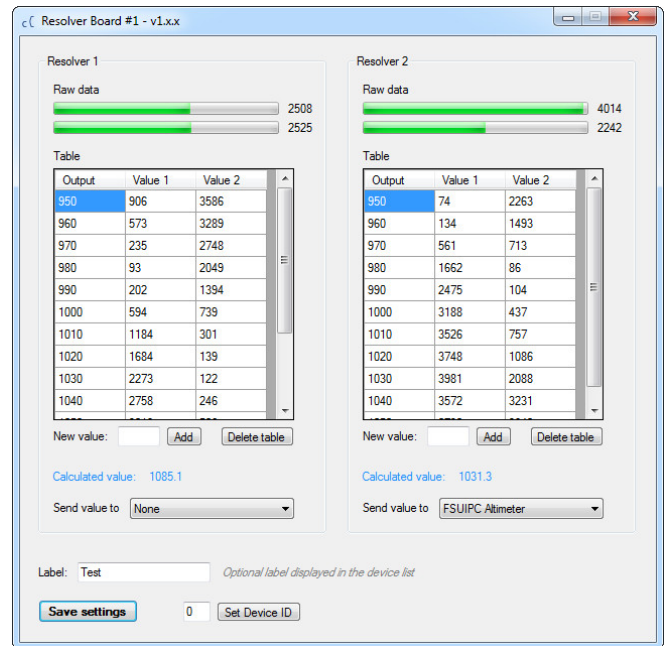 Resolver Board #1 - v1.x.x
Resolver 1
Raw data
2508
2525
Table
Output Value 1 Value 2
950 906 3586
960 573 3289
970 235 2748
980 93 2049
990 202 1394
1000 594 739
1010 1184 301
1020 1684 139
1030 2273 122
1040 2758 246
New value: Add Delete table
Calculated value: 1085.1
Send value to None
Resolver 2
Raw data
4014
2242
Table
Output Value 1 Value 2
950 74 2263
960 134 1493
970 561 713
980 1662 86
990 2475 104
1000 3188 437
1010 3526 757
1020 3748 1086
1030 3981 2088
1040 3572 3231
New value: Add Delete table
Calculated value: 1031.3
Send value to FSUIPC Altimeter
Label: Test Optional label displayed in the device list
Save settings 0 Set Device ID